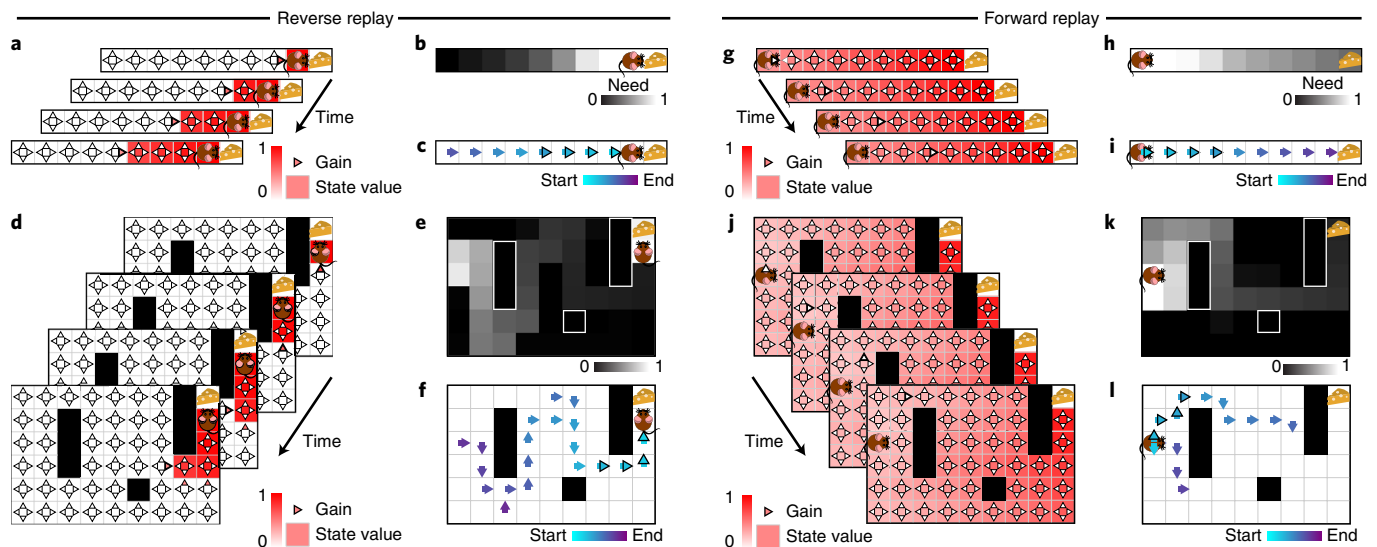 Reverse replay
Forward replay
a
b
Need
0 1
Time
c
1
0
Gain
State value
Start End
g
h
Need
0 1
Time
i
1
0
Gain
State value
Start End
d
e
0 1
f
Time
1
0
Gain
State value
Start End
j
k
0 1
l
Time
1
0
Gain
State value
Start End